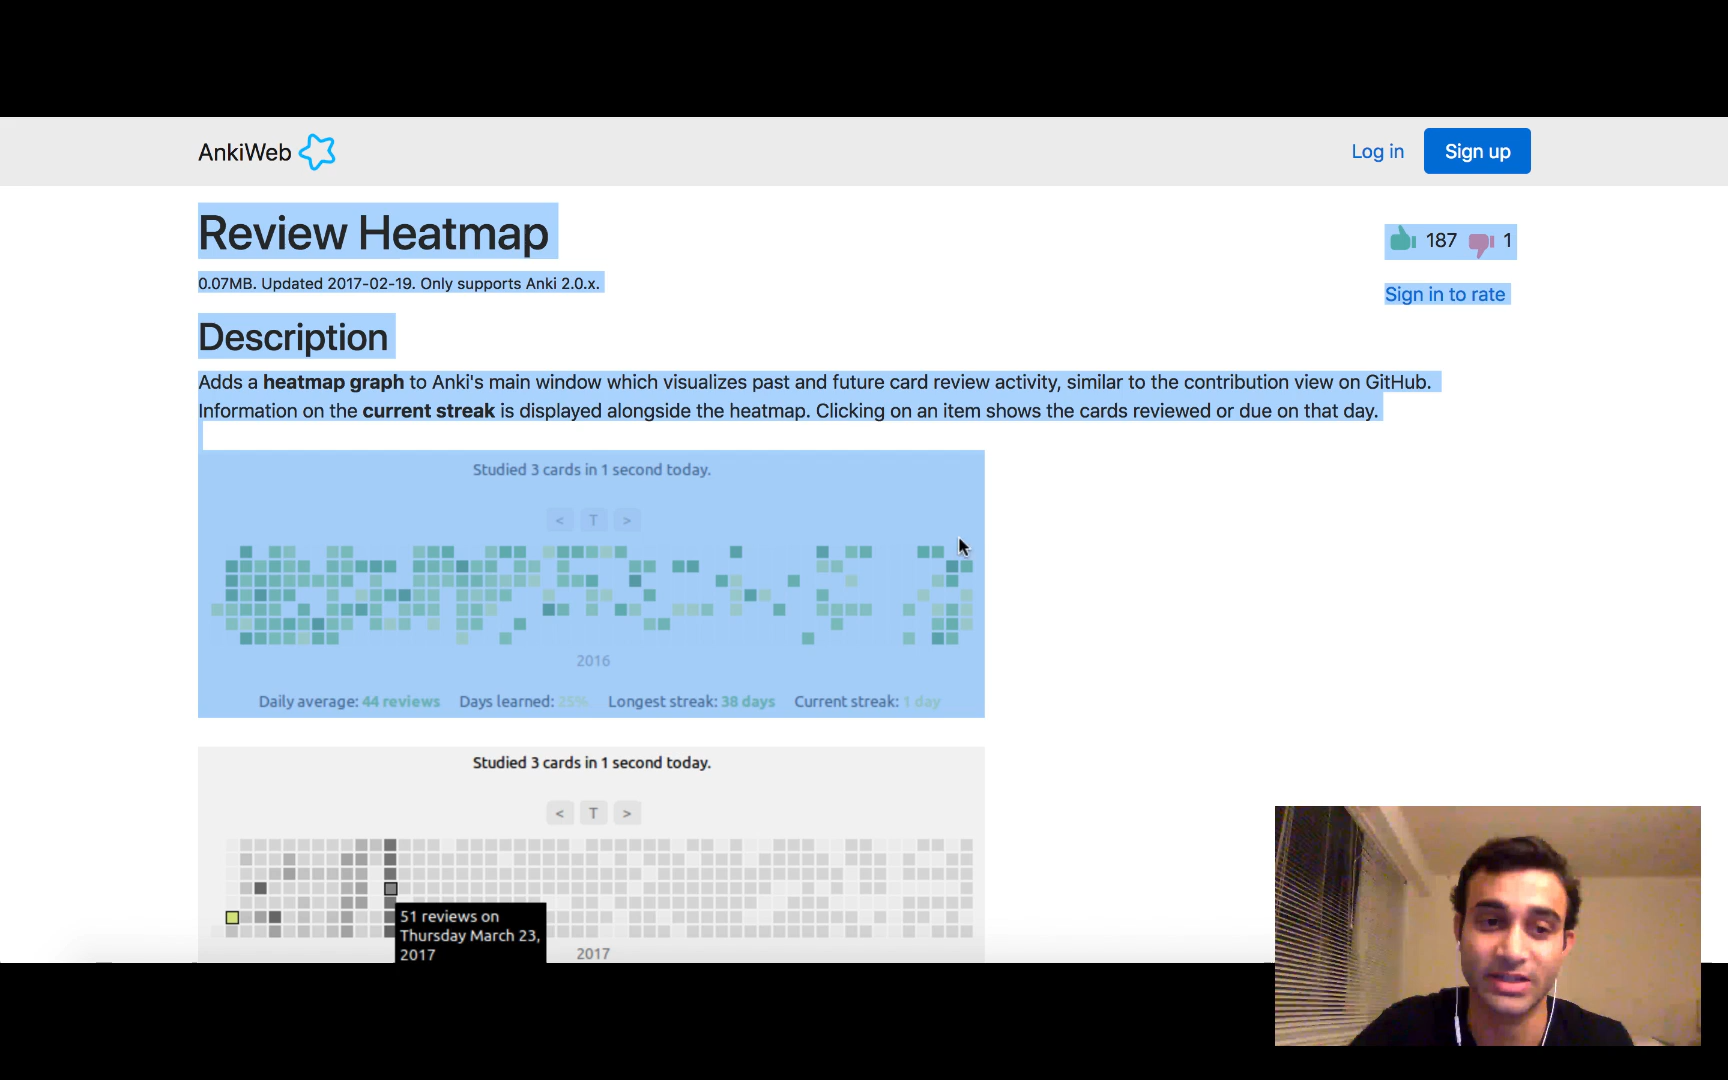 AnkiWeb
Log in
Sign up
Review Heatmap
187
1
0.07MB. Updated 2017-02-19. Only supports Anki 2.0.x.
Sign in to rate
Description
Adds a heatmap graph to Anki's main window which visualizes past and future card review activity, similar to the contribution view on GitHub.
Information on the current streak is displayed alongside the heatmap. Clicking on an item shows the cards reviewed or due on that day.
Studied 3 cards in 1 second today.
< T >
2016
Daily average: 44 reviews Days learned: 25% Longest streak: 38 days Current streak: 1 day
Studied 3 cards in 1 second today.
< T >
51 reviews on
Thursday March 23,
2017
2017